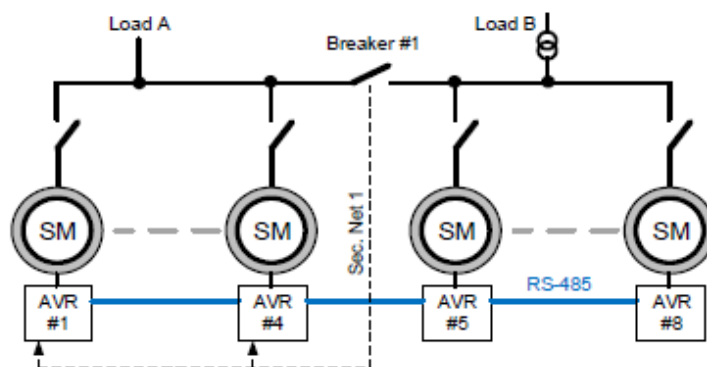 Load A
Breaker #1
Load B
SM
SM
SM
SM
Sec. Net 1
RS-485
AVR
#1
AVR
#4
AVR
#5
AVR
#8